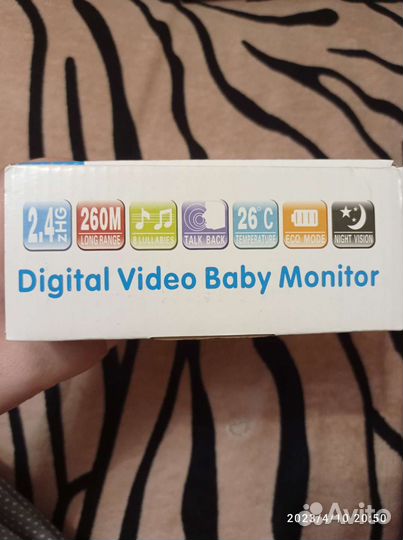 2.4
GHz
260M
LONG RANGE
8 LULLABIES
TALK BACK
26°C
TEMPERATURE
ECO MODE
NIGHT VISION
Digital Video Baby Monitor
Avito
2023/4/10 20:50